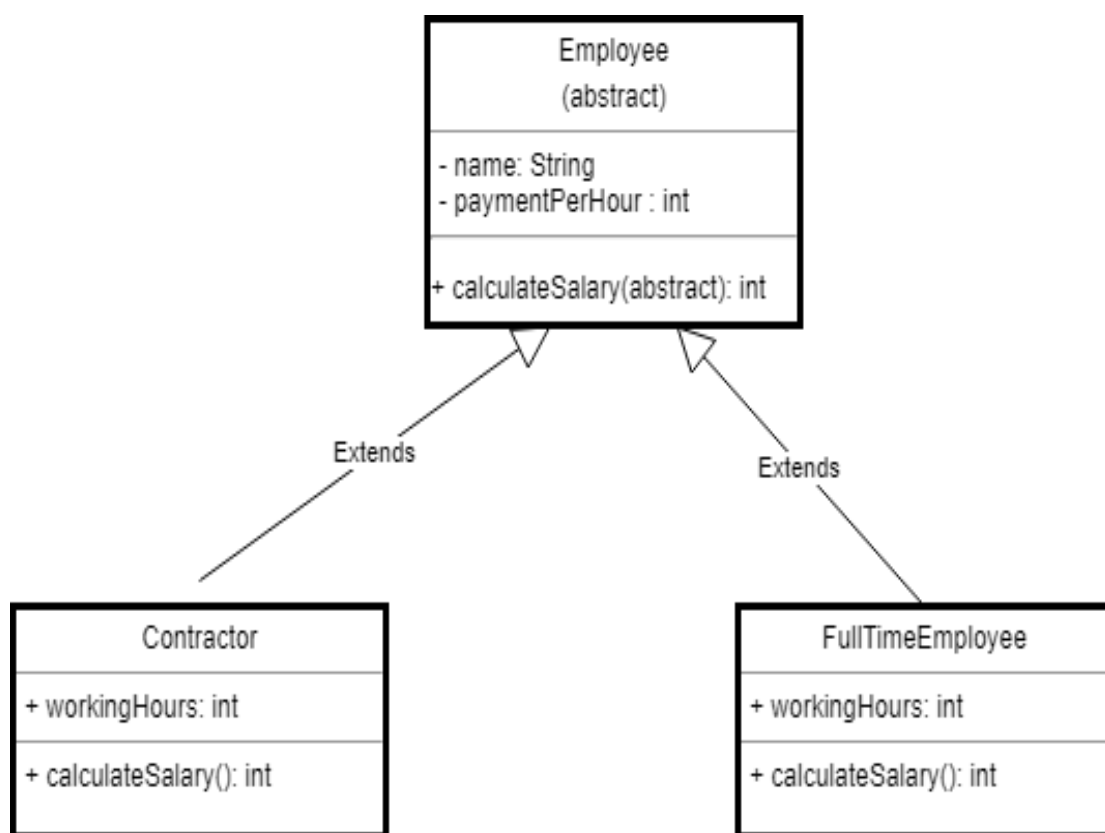 Employee
(abstract)
- name: String
- paymentPerHour : int
+ calculateSalary(abstract): int
Extends
Extends
Contractor
+ workingHours: int
+ calculateSalary(): int
FullTimeEmployee
+ workingHours: int
+ calculateSalary(): int